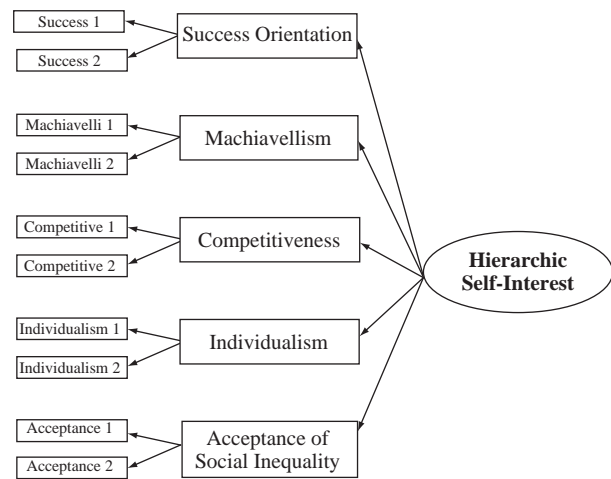 Success 1
Success 2
Success Orientation
Machiavelli 1
Machiavelli 2
Machiavellism
Competitive 1
Competitive 2
Competitiveness
Individualism 1
Individualism 2
Individualism
Acceptance 1
Acceptance 2
Acceptance of
Social Inequality
Hierarchic
Self-Interest